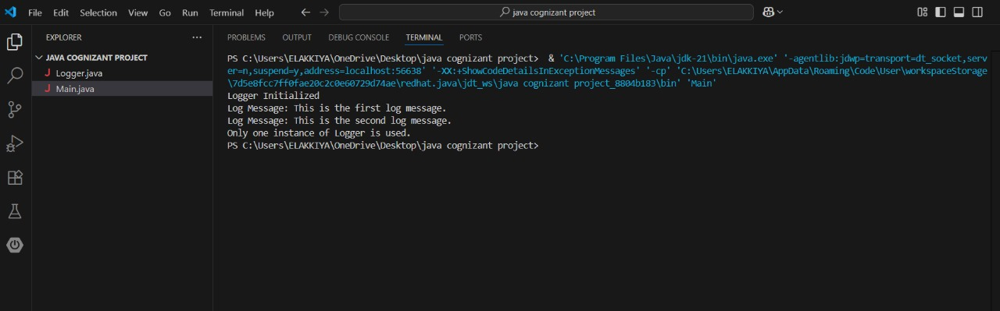 File Edit Selection View Go Run Terminal Help
java cognizant project
EXPLORER
JAVA COGNIZANT PROJECT
J Logger.java
J Main.java
PROBLEMS OUTPUT DEBUG CONSOLE TERMINAL PORTS
PS C:\Users\ELAKKIYA\OneDrive\Desktop\java cognizant project>  & 'C:\Program Files\Java\jdk-21\bin\java.exe' '-agentlib:jdwp=transport=dt_socket,serv
er=n,suspend=y,address=localhost:56638' '-XX:+ShowCodeDetailsInExceptionMessages' '-cp' 'C:\Users\ELAKKIYA\AppData\Roaming\Code\User\workspaceStorage
\7d5e8fcc7ff0fae20c2c0e60729d74ae\redhat.java\jdt_ws\java cognizant project_8804b183\bin' 'Main'
Logger Initialized
Log Message: This is the first log message.
Log Message: This is the second log message.
Only one instance of Logger is used.
PS C:\Users\ELAKKIYA\OneDrive\Desktop\java cognizant project>